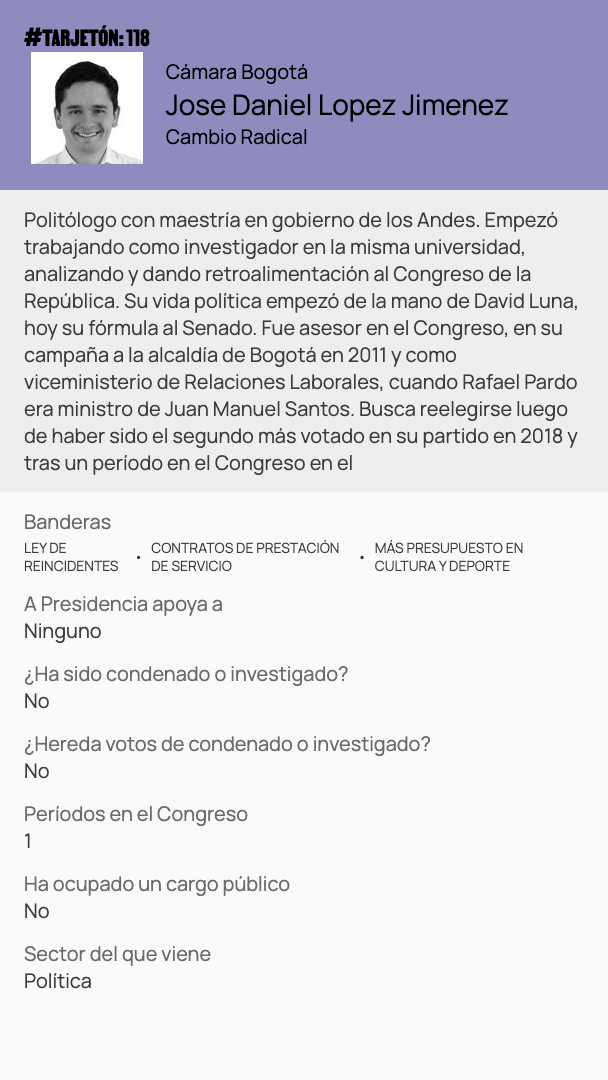 #TARJETÓN: 118
Cámara Bogotá
Jose Daniel Lopez Jimenez
Cambio Radical
Politólogo con maestría en gobierno de los Andes. Empezó
trabajando como investigador en la misma universidad,
analizando y dando retroalimentación al Congreso de la
República. Su vida política empezó de la mano de David Luna,
hoy su fórmula al Senado. Fue asesor en el Congreso, en su
campaña a la alcaldía de Bogotá en 2011 y como
viceministerio de Relaciones Laborales, cuando Rafael Pardo
era ministro de Juan Manuel Santos. Busca reelegirse luego
de haber sido el segundo más votado en su partido en 2018 y
tras un período en el Congreso en el
Banderas
LEY DE REINCIDENTES • CONTRATOS DE PRESTACIÓN DE SERVICIO • MÁS PRESUPUESTO EN CULTURA Y DEPORTE
A Presidencia apoya a
Ninguno
¿Ha sido condenado o investigado?
No
¿Hereda votos de condenado o investigado?
No
Períodos en el Congreso
1
Ha ocupado un cargo público
No
Sector del que viene
Política